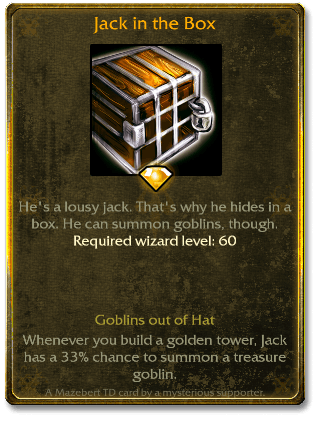 Jack in the Box
He's a lousy jack. That's why he hides in a
box. He can summon goblins, though.
Required wizard level: 60
Goblins out of Hat
Whenever you build a golden tower, Jack
has a 33% chance to summon a treasure
goblin.
A Mazebert TD card by a mysterious supporter.